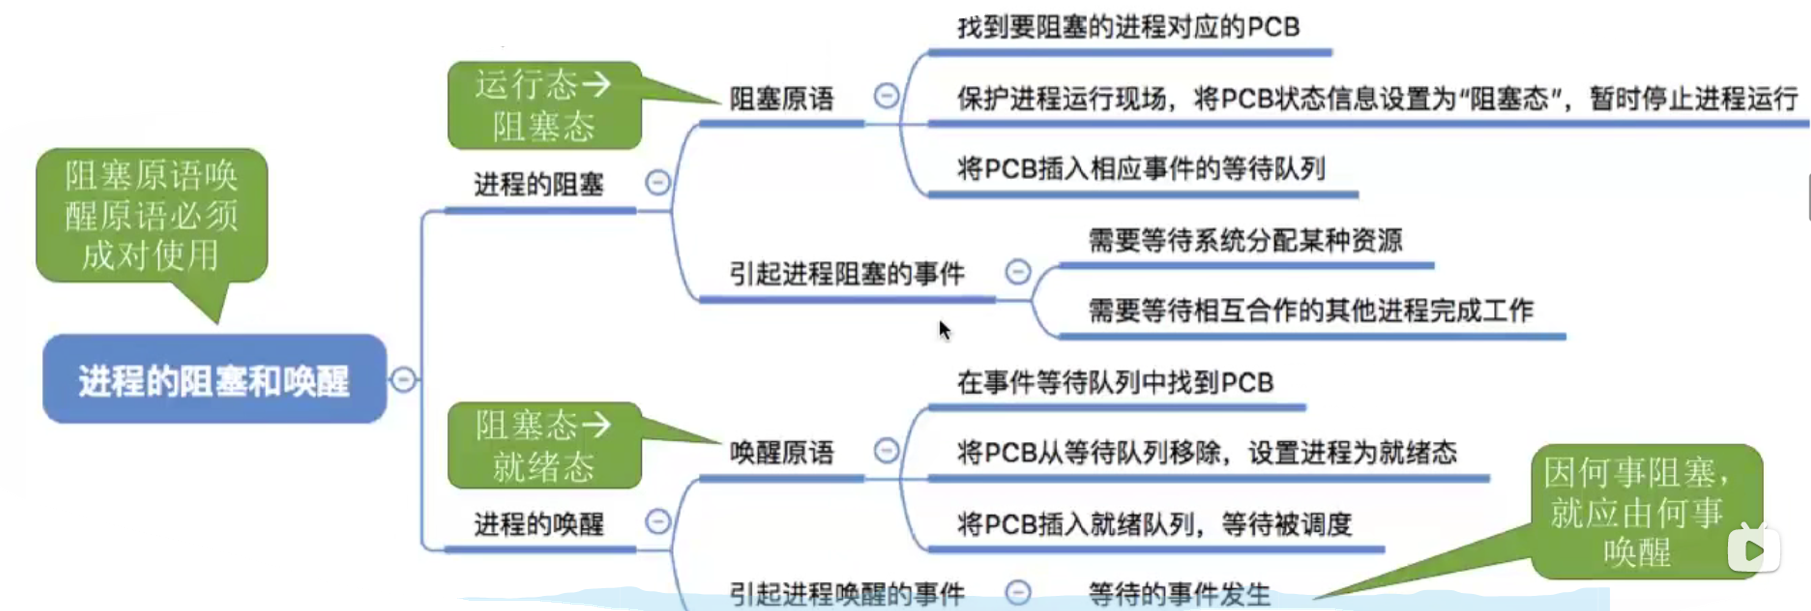 找到要阻塞的进程对应的PCB
运行态→
阻塞态
阻塞原语
保护进程运行现场，将PCB状态信息设置为“阻塞态”，暂时停止进程运行
将PCB插入相应事件的等待队列
阻塞原语唤
醒原语必须
成对使用
进程的阻塞
需要等待系统分配某种资源
引起进程阻塞的事件
需要等待相互合作的其他进程完成工作
进程的阻塞和唤醒
在事件等待队列中找到PCB
阻塞态→
就绪态
唤醒原语
将PCB从等待队列移除，设置进程为就绪态
将PCB插入就绪队列，等待被调度
进程的唤醒
因何事阻塞，
就应由何事
唤醒
引起进程唤醒的事件
等待的事件发生